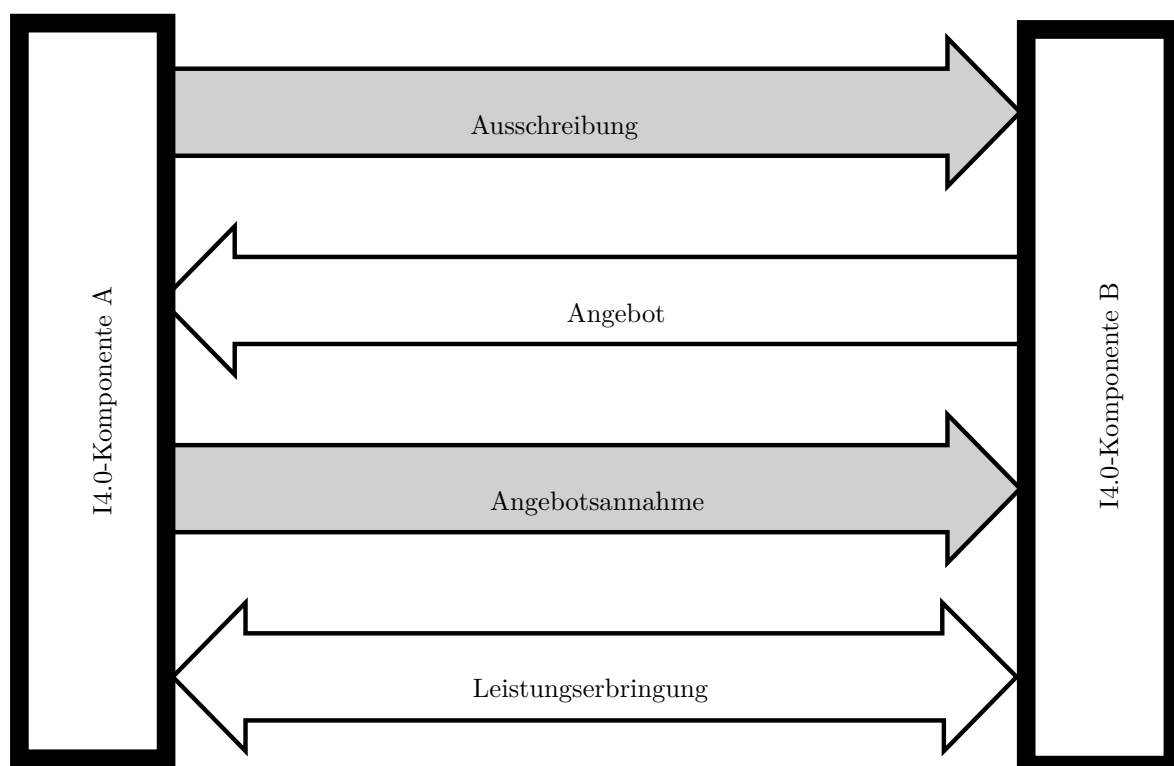 Ausschreibung
Angebot
I4.0-Komponente A
I4.0-Komponente B
Angebotsannahme
Leistungserbringung